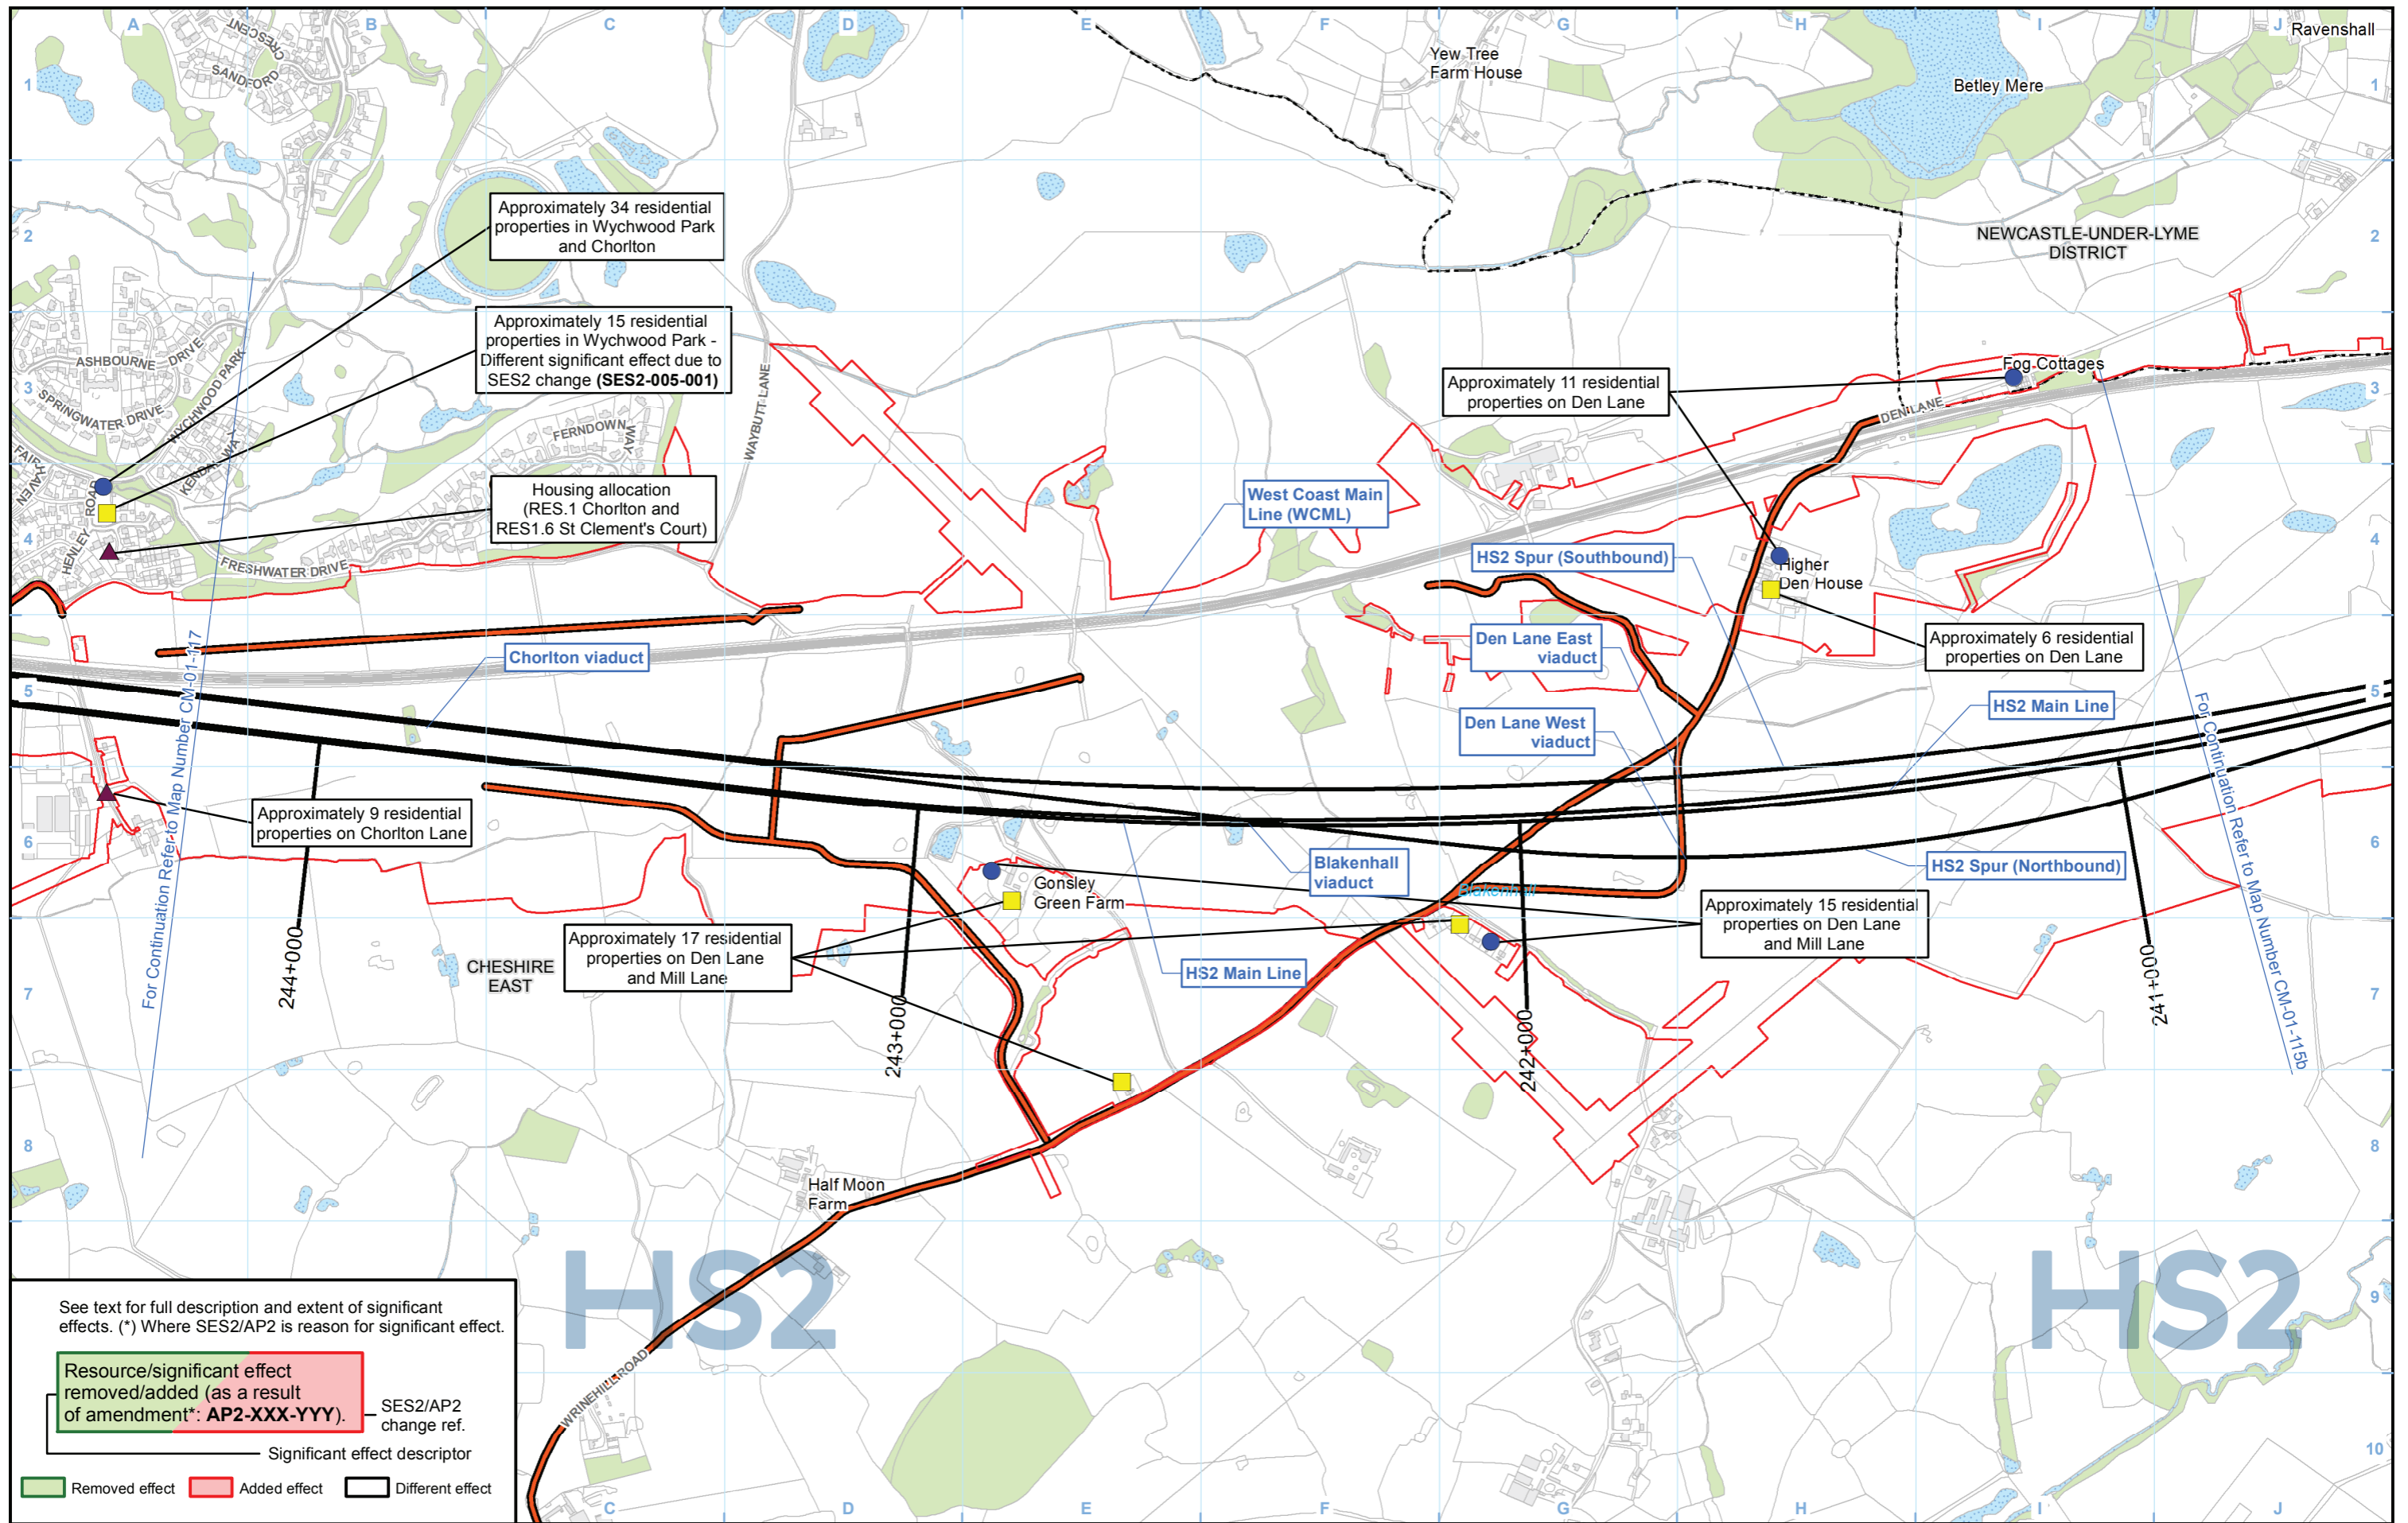 A
B
C
D
E
F
G
H
I
J
1
1
CRESCENT
SANDFORD
Yew Tree
Farm House
Betley Mere
Ravenshall
2
2
Approximately 34 residential
properties in Wychwood Park
and Chorlton
NEWCASTLE-UNDER-LYME
DISTRICT
Approximately 15 residential
properties in Wychwood Park -
Different significant effect due to
SES2 change (SES2-005-001)
3
3
ASHBOURNE DRIVE
SPRINGWATER DRIVE
WYCHWOOD PARK
FERNDOWN
WAY
WAYBUTT LANE
Approximately 11 residential
properties on Den Lane
Fog Cottages
DEN LANE
FAIRHAVEN
KENDAL WAY
HENLEY ROAD
4
4
Housing allocation
(RES.1 Chorlton and
RES1.6 St Clement's Court)
West Coast Main
Line (WCML)
HS2 Spur (Southbound)
Higher
Den House
FRESHWATER DRIVE
5
5
Chorlton viaduct
Den Lane East
viaduct
Approximately 6 residential
properties on Den Lane
Den Lane West
viaduct
HS2 Main Line
For Continuation Refer to Map Number CM-01-117
For Continuation Refer to Map Number CM-01-115b
6
6
Approximately 9 residential
properties on Chorlton Lane
Blakenhall
viaduct
HS2 Spur (Northbound)
Gonsley
Green Farm
Blakenhall
Approximately 15 residential
properties on Den Lane
and Mill Lane
7
7
CHESHIRE
EAST
Approximately 17 residential
properties on Den Lane
and Mill Lane
HS2 Main Line
244+000
243+000
242+000
241+000
8
8
Half Moon
Farm
HS2
HS2
9
WRINEHILL ROAD
See text for full description and extent of significant
effects. (*) Where SES2/AP2 is reason for significant effect.
Resource/significant effect
removed/added (as a result
of amendment*: AP2-XXX-YYY).
SES2/AP2
change ref.
Significant effect descriptor
Removed effect
Added effect
Different effect
10
C
D
E
F
G
H
I
J